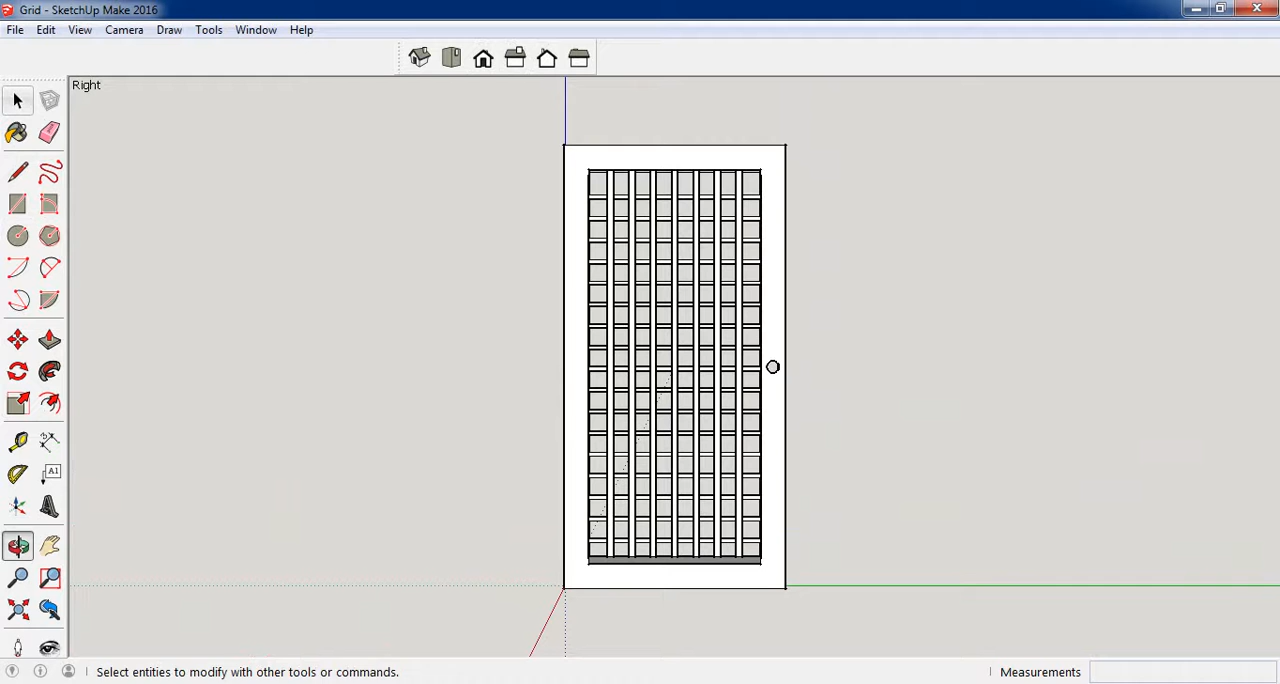 Grid - SketchUp Make 2016
File Edit View Camera Draw Tools Window Help
Right
AI
Select entities to modify with other tools or commands.
Measurements